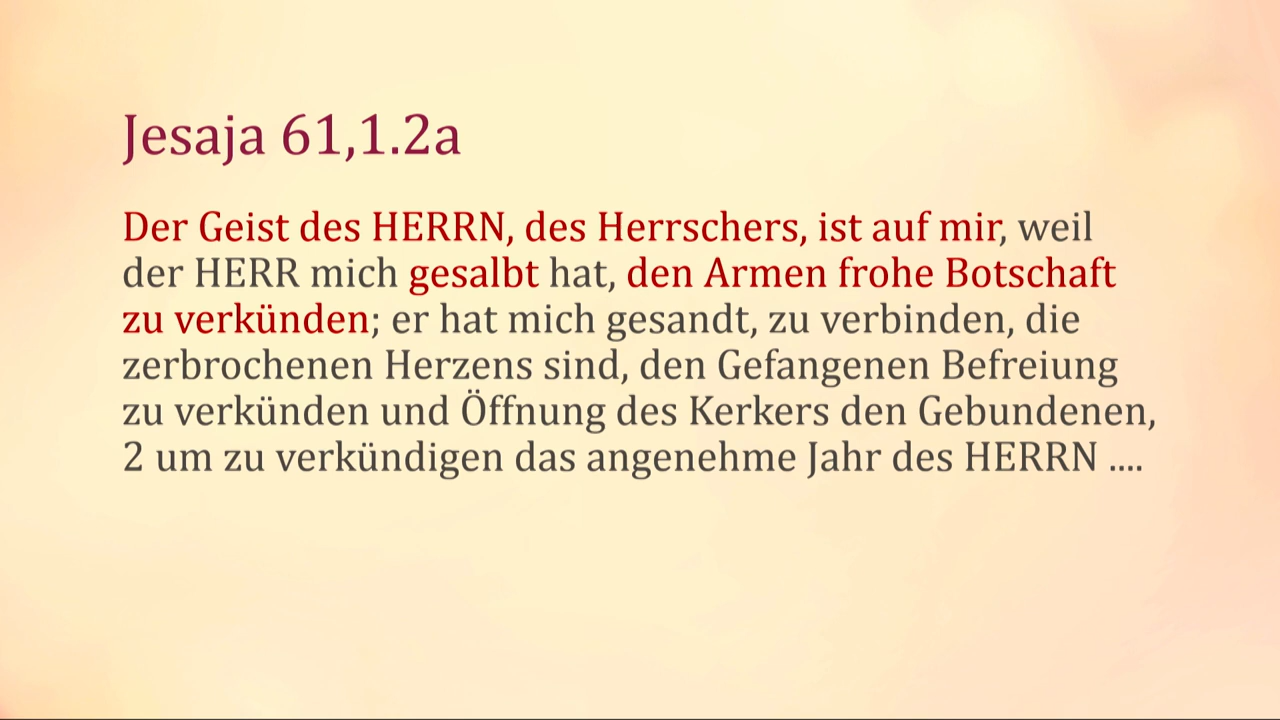 Jesaja 61,1.2a
Der Geist des HERRN, des Herrschers, ist auf mir, weil
der HERR mich gesalbt hat, den Armen frohe Botschaft
zu verkünden; er hat mich gesandt, zu verbinden, die
zerbrochenen Herzens sind, den Gefangenen Befreiung
zu verkünden und Öffnung des Kerkers den Gebundenen,
2 um zu verkündigen das angenehme Jahr des HERRN ....